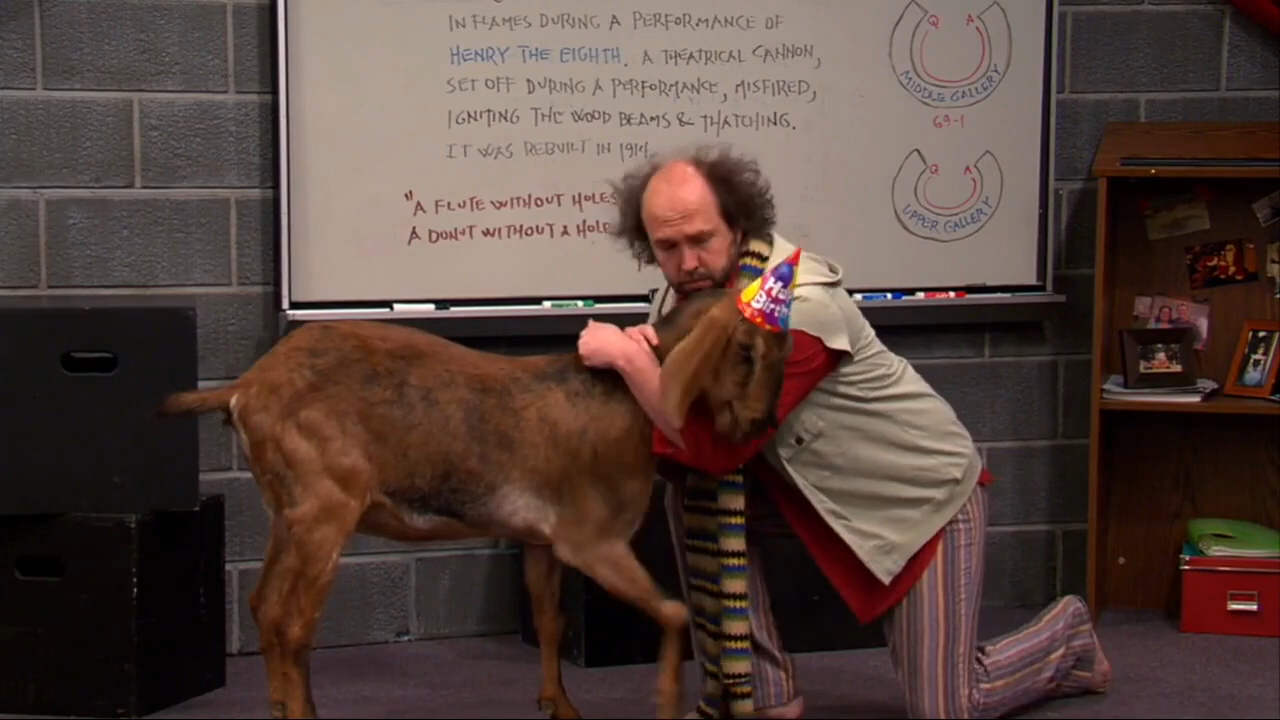 IN FLAMES DURING A PERFORMANCE OF
HENRY THE EIGHTH. A THEATRICAL CANNON,
SET OFF DURING A PERFORMANCE, MISFIRED,
IGNITING THE WOOD BEAMS & THATCHING.
IT WAS REBUILT IN 1914
"A FLUTE WITHOUT HOLES
A DONUT WITHOUT A HOLE
Q A
MIDDLE GALLERY
69-1
Q A
UPPER GALLERY
Birth